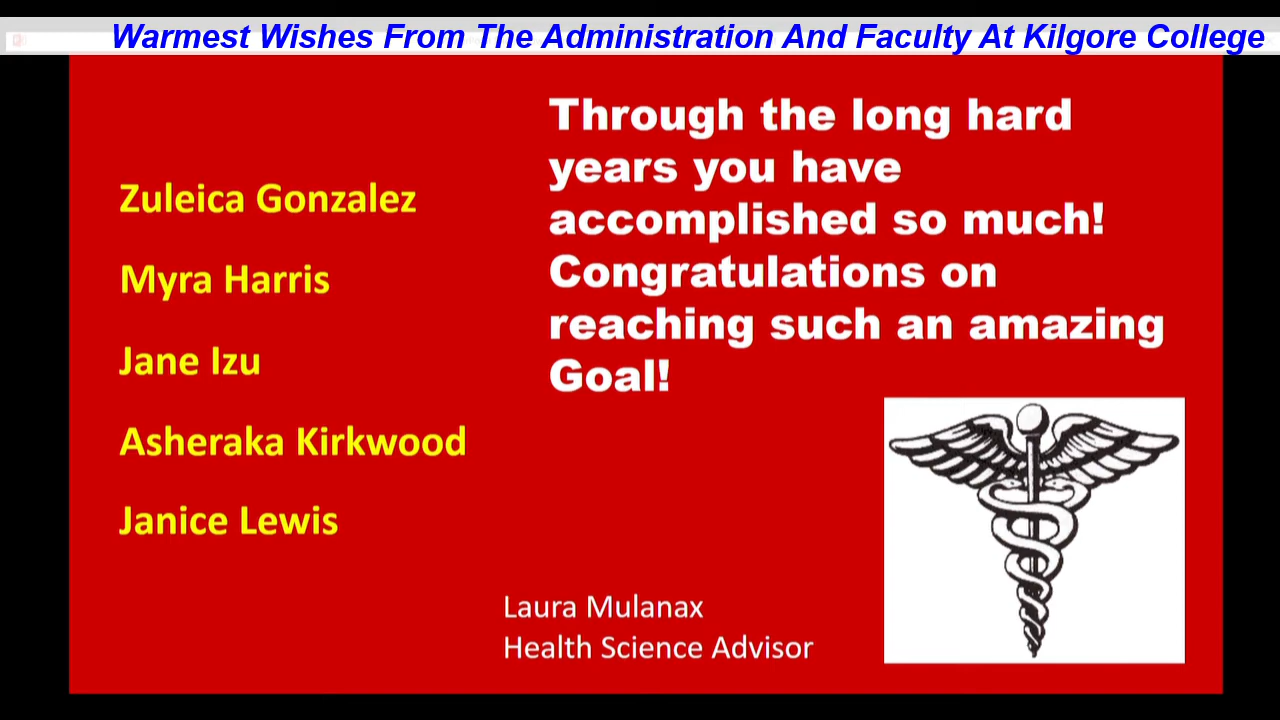 Warmest Wishes From The Administration And Faculty At Kilgore College
Zuleica Gonzalez
Myra Harris
Jane Izu
Asheraka Kirkwood
Janice Lewis
Through the long hard
years you have
accomplished so much!
Congratulations on
reaching such an amazing
Goal!
Laura Mulanax
Health Science Advisor